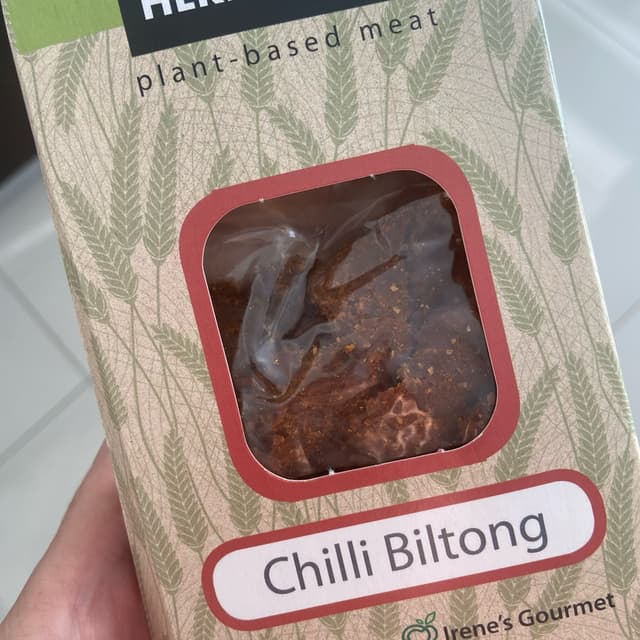 plant-based meat
Chilli Biltong
Irene's Gourmet